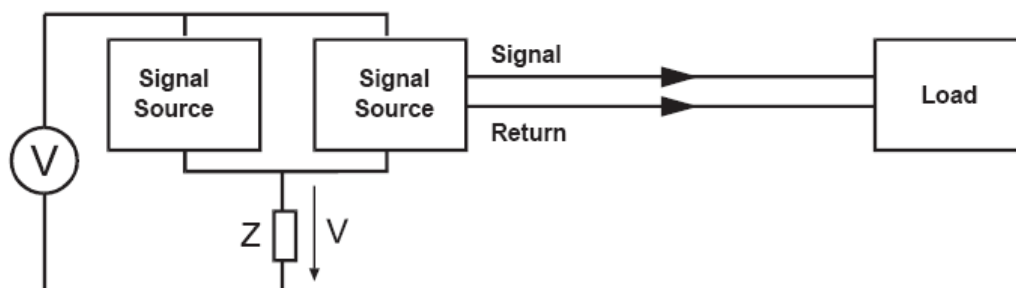 Signal
Source
Signal
Source
Signal
Return
Load
V
Z
V